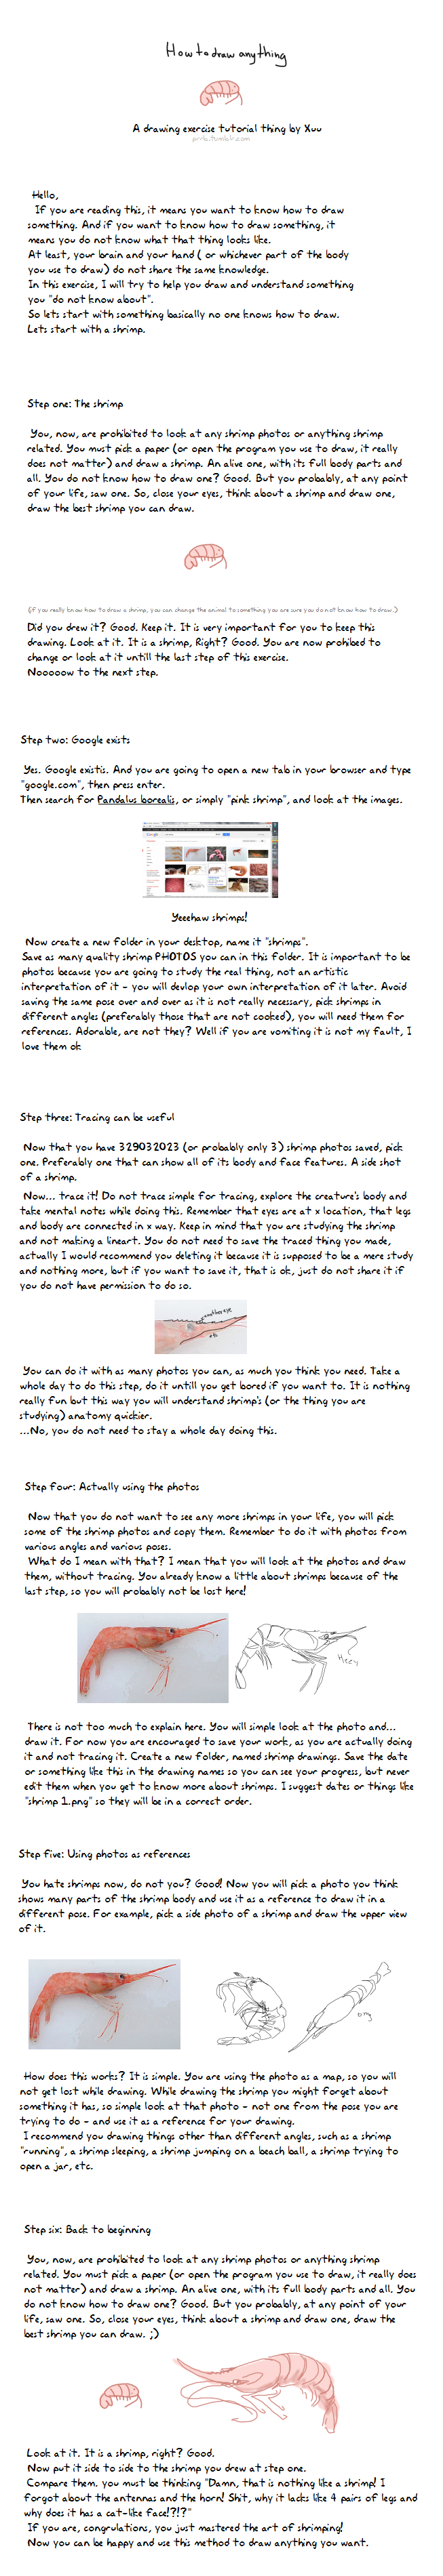 How to draw anything
A drawing exercise tutorial thing by Xuu
prrb.tumblr.com
Hello,
If you are reading this, it means you want to know how to draw
something. And if you want to know how to draw something, it
means you do not know what that thing looks like.
At least, your brain and your hand ( or whichever part of the body
you use to draw) do not share the same knowledge.
In this exercise, I will try to help you draw and understand something
you "do not know about".
So lets start with something basically no one knows how to draw.
Lets start with a shrimp.
Step one: The shrimp
You, now, are prohibited to look at any shrimp photos or anything shrimp
related. You must pick a paper (or open the program you use to draw, it really
does not matter) and draw a shrimp. An alive one, with its full body parts and
all. You do not know how to draw one? Good. But you probably, at any point
of your life, saw one. So, close your eyes, think about a shrimp and draw one,
draw the best shrimp you can draw.
(if you really know how to draw a shrimp, you can change the animal to something you are sure you do not know how to draw.)
Did you drew it? Good. Keep it. It is very important for you to keep this
drawing. Look at it. It is a shrimp, Right? Good. You are now prohibed to
change or look at it untill the last step of this exercise.
Nooooow to the next step.
Step two: Google exists
Yes. Google existis. And you are going to open a new tab in your browser and type
"google.com", then press enter.
Then search for Pandalus borealis, or simply "pink shrimp", and look at the images.
Google
Yeeehaw shrimps!
Now create a new folder in your desktop, name it "shrimps".
Save as many quality shrimp PHOTOS you can in this folder. It is important to be
photos because you are going to study the real thing, not an artistic
interpretation of it - you will devlop your own interpretation of it later. Avoid
saving the same pose over and over as it is not really necessary, pick shrimps in
different angles (preferably those that are not cooked), you will need them for
references. Adorable, are not they? Well if you are vomiting it is not my fault, I
love them ok
Step three: Tracing can be useful
Now that you have 329032023 (or probably only 3) shrimp photos saved, pick
one. Preferably one that can show all of its body and face features. A side shot
of a shrimp.
Now... trace it! Do not trace simple for tracing, explore the creature's body and
take mental notes while doing this. Remember that eyes are at x location, that legs
and body are connected in x way. Keep in mind that you are studying the shrimp
and not making a lineart. You do not need to save the traced thing you made,
actually I would recommend you deleting it because it is supposed to be a mere study
and nothing more, but if you want to save it, that is ok, just do not share it if
you do not have permission to do so.
another eye
etc
You can do it with as many photos you can, as much you think you need. Take a
whole day to do this step, do it untill you get bored if you want to. It is nothing
really fun but this way you will understand shrimp's (or the thing you are
studying) anatomy quickier.
...No, you do not need to stay a whole day doing this.
Step four: Actually using the photos
Now that you do not want to see any more shrimps in your life, you will pick
some of the shrimp photos and copy them. Remember to do it with photos from
various angles and various poses.
What do I mean with that? I mean that you will look at the photos and draw
them, without tracing. You already know a little about shrimps because of the
last step, so you will probably not be lost here!
Heey
There is not too much to explain here. You will simple look at the photo and...
draw it. For now you are encouraged to save your work, as you are actually doing
it and not tracing it. Create a new folder, named shrimp drawings. Save the date
or something like this in the drawing names so you can see your progress, but never
edit them when you get to know more about shrimps. I suggest dates or things like
"shrimp 1.png" so they will be in a correct order.
Step five: Using photos as references
You hate shrimps now, do not you? Good! Now you will pick a photo you think
shows many parts of the shrimp body and use it as a reference to draw it in a
different pose. For example, pick a side photo of a shrimp and draw the upper view
of it.
How does this works? It is simple. You are using the photo as a map, so you will
not get lost while drawing. While drawing the shrimp you might forget about
something it has, so simple look at that photo - not one from the pose you are
trying to do - and use it as a reference for your drawing.
I recommend you drawing things other than different angles, such as a shrimp
"running", a shrimp sleeping, a shrimp jumping on a beach ball, a shrimp trying to
open a jar, etc.
Step six: Back to beginning
You, now, are prohibited to look at any shrimp photos or anything shrimp
related. You must pick a paper (or open the program you use to draw, it really does
not matter) and draw a shrimp. An alive one, with its full body parts and all. You
do not know how to draw one? Good. But you probably, at any point of your
life, saw one. So, close your eyes, think about a shrimp and draw one, draw the
best shrimp you can draw. ;)
Look at it. It is a shrimp, right? Good.
Now put it side to side to the shrimp you drew at step one.
Compare them. you must be thinking "Damn, that is nothing like a shrimp! I
forgot about the antennas and the horn! Shit, why it lacks like 4 pairs of legs and
why does it has a cat-like face!?!?"
If you are, congrulations, you just mastered the art of shrimping!
Now you can be happy and use this method to draw anything you want.